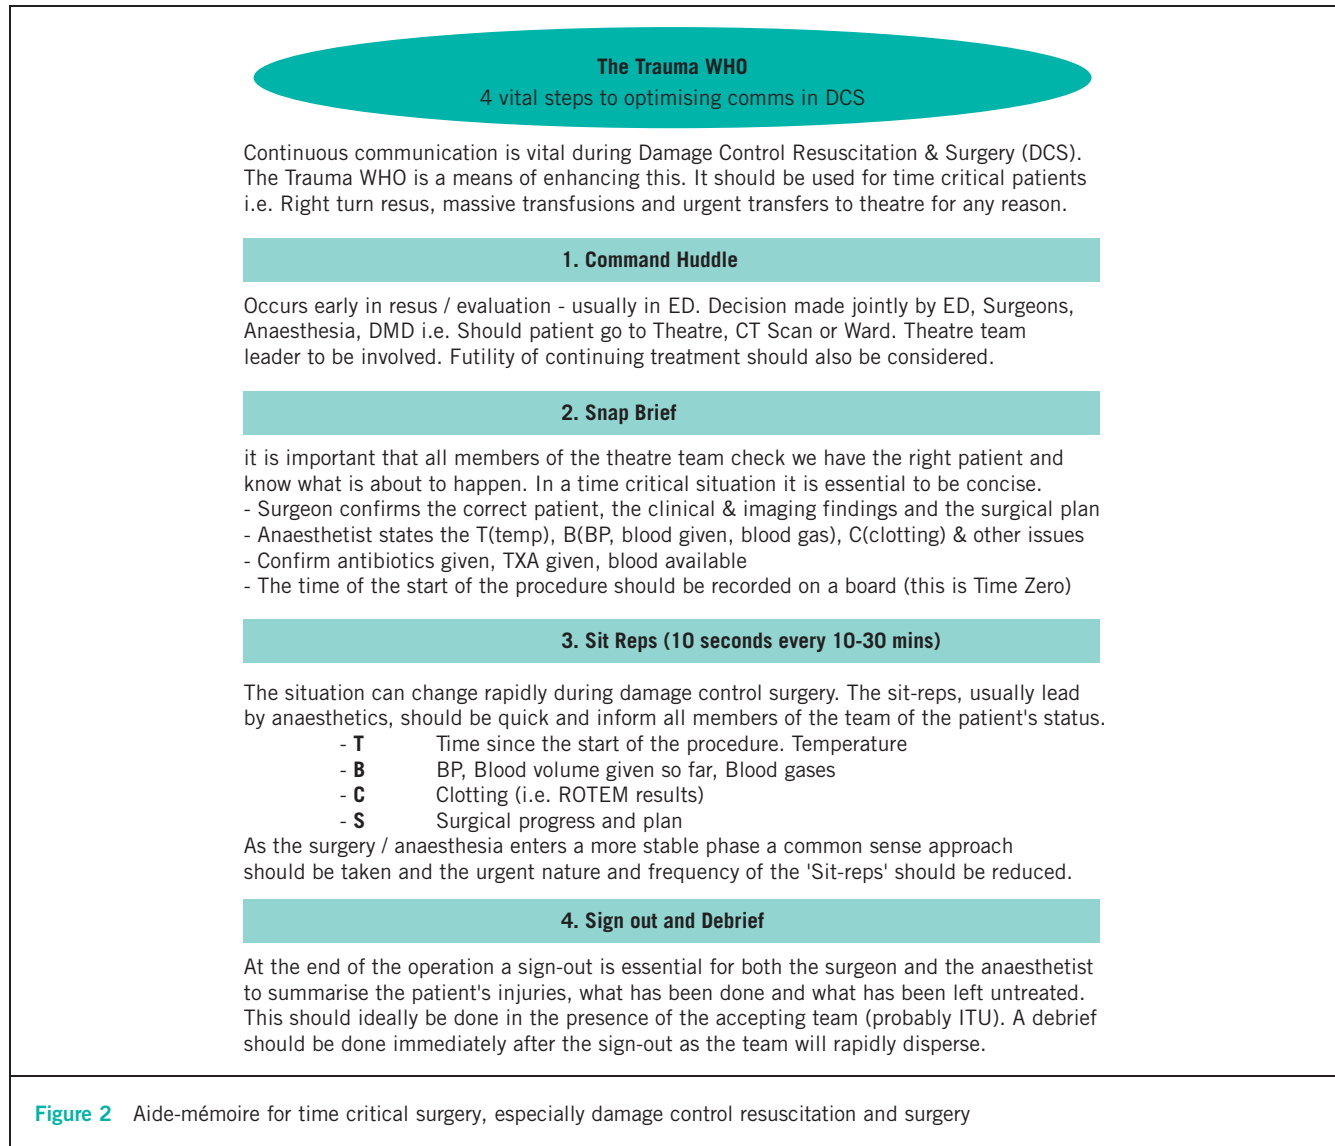 The Trauma WHO
4 vital steps to optimising comms in DCS
Continuous communication is vital during Damage Control Resuscitation & Surgery (DCS).
The Trauma WHO is a means of enhancing this. It should be used for time critical patients
i.e. Right turn resus, massive transfusions and urgent transfers to theatre for any reason.
1. Command Huddle
Occurs early in resus / evaluation - usually in ED. Decision made jointly by ED, Surgeons,
Anaesthesia, DMD i.e. Should patient go to Theatre, CT Scan or Ward. Theatre team
leader to be involved. Futility of continuing treatment should also be considered.
2. Snap Brief
it is important that all members of the theatre team check we have the right patient and
know what is about to happen. In a time critical situation it is essential to be concise.
- Surgeon confirms the correct patient, the clinical & imaging findings and the surgical plan
- Anaesthetist states the T(temp), B(BP, blood given, blood gas), C(clotting) & other issues
- Confirm antibiotics given, TXA given, blood available
- The time of the start of the procedure should be recorded on a board (this is Time Zero)
3. Sit Reps (10 seconds every 10-30 mins)
The situation can change rapidly during damage control surgery. The sit-reps, usually lead
by anaesthetics, should be quick and inform all members of the team of the patient's status.
- T Time since the start of the procedure. Temperature
- B BP, Blood volume given so far, Blood gases
- C Clotting (i.e. ROTEM results)
- S Surgical progress and plan
As the surgery / anaesthesia enters a more stable phase a common sense approach
should be taken and the urgent nature and frequency of the 'Sit-reps' should be reduced.
4. Sign out and Debrief
At the end of the operation a sign-out is essential for both the surgeon and the anaesthetist
to summarise the patient's injuries, what has been done and what has been left untreated.
This should ideally be done in the presence of the accepting team (probably ITU). A debrief
should be done immediately after the sign-out as the team will rapidly disperse.
Figure 2 Aide-mémoire for time critical surgery, especially damage control resuscitation and surgery